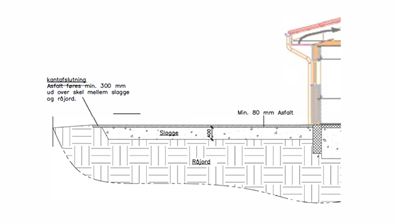 kantafslutning
Asfalt føres min. 300 mm
ud over skel mellem slagge
og råjord.
Min. 80 mm Asfalt
Slagge
400
Råjord